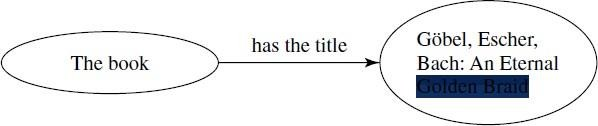 The book
has the title
Göbel, Escher,
Bach: An Eternal
Golden Braid